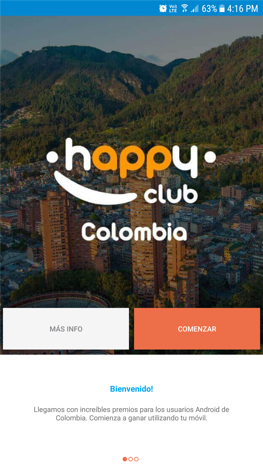 VoLTE 63% 4:16 PM
happy
club
Colombia
MÁS INFO
COMENZAR
Bienvenido!
Llegamos con increíbles premios para los usuarios Android de
Colombia. Comienza a ganar utilizando tu móvil.